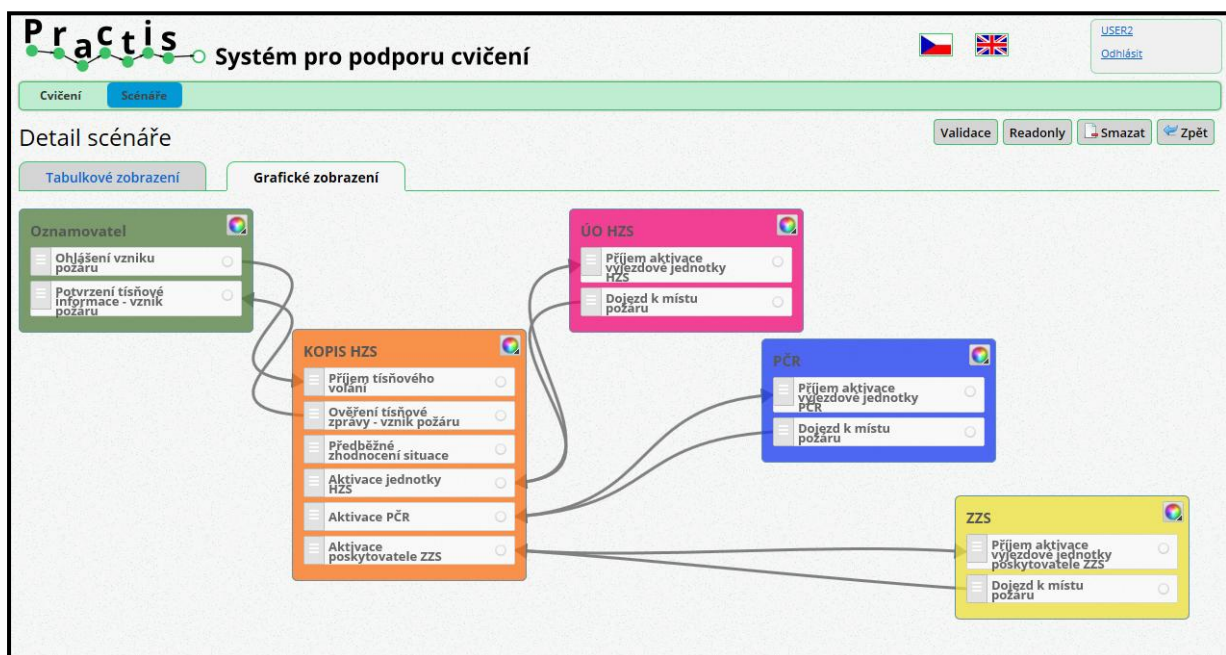 Practis Systém pro podporu cvičení
USER2
Odhlásit
Cvičení Scénáře
Detail scénáře
Validace Readonly Smazat Zpět
Tabulkové zobrazení Grafické zobrazení
Oznamovatel
Ohlášení vzniku
požáru
Potvrzení tísňové
informace - vznik
požáru
KOPIS HZS
Příjem tísňového
volání
Ověření tísňové
zprávy - vznik požáru
Předběžné
zhodnocení situace
Aktivace jednotky
HZS
Aktivace PČR
Aktivace
poskytovatele ZZS
ÚO HZS
Příjem aktivace
výjezdové jednotky
HZS
Dojezd k místu
požáru
PČR
Příjem aktivace
výjezdové jednotky
PČR
Dojezd k místu
požáru
ZZS
Příjem aktivace
výjezdové jednotky
poskytovatele ZZS
Dojezd k místu
požáru